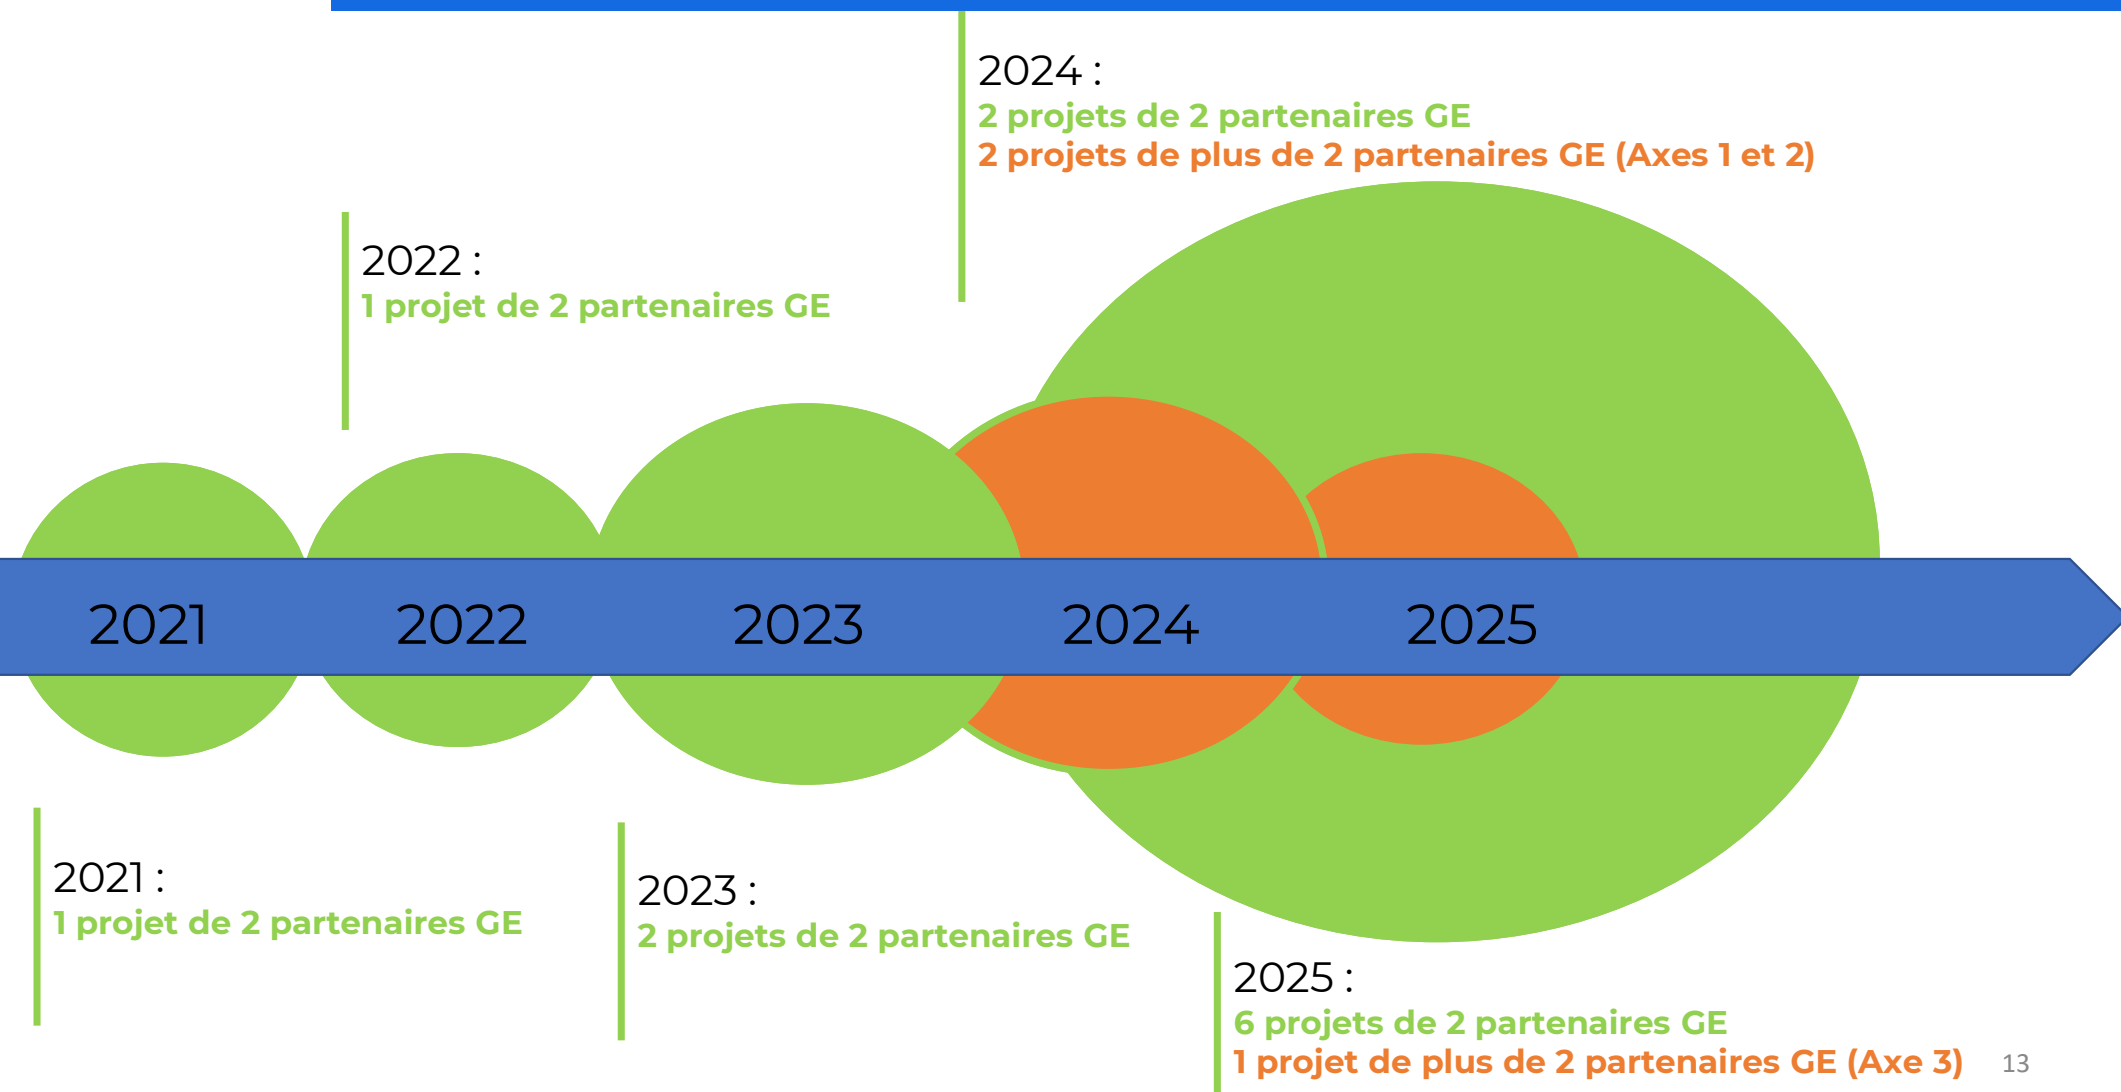 2024 :
2 projets de 2 partenaires GE
2 projets de plus de 2 partenaires GE (Axes 1 et 2)
2022 :
1 projet de 2 partenaires GE
2021
2022
2023
2024
2025
2021 :
1 projet de 2 partenaires GE
2023 :
2 projets de 2 partenaires GE
2025 :
6 projets de 2 partenaires GE
1 projet de plus de 2 partenaires GE (Axe 3)
13